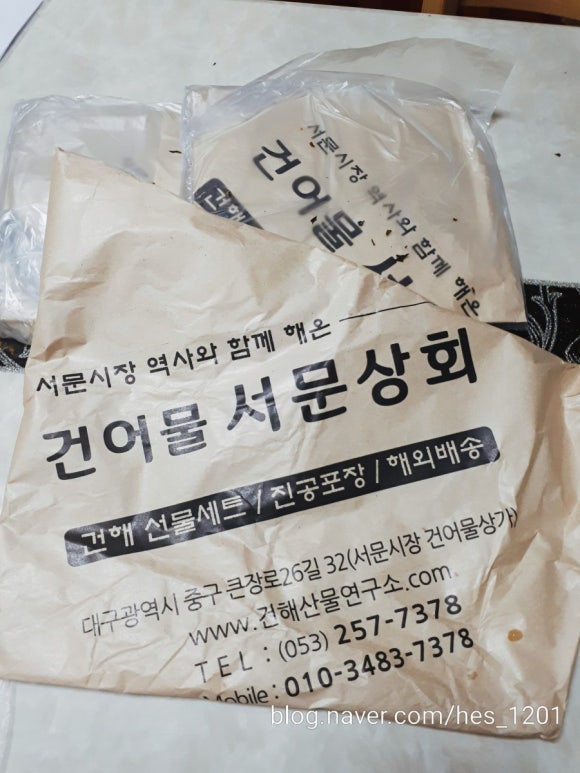 서문시장 역사와 함께 해온
건어물 서
건해
서문시장 역사와 함께 해온
건어물 서문상회
건해 선물세트 / 진공포장 / 해외배송
대구광역시 중구 큰장로26길 32(서문시장 건어물상가)
www.건해산물연구소.com
TEL : (053) 257-7378
Mobile : 010-3483-7378
blog.naver.com/hes_1201